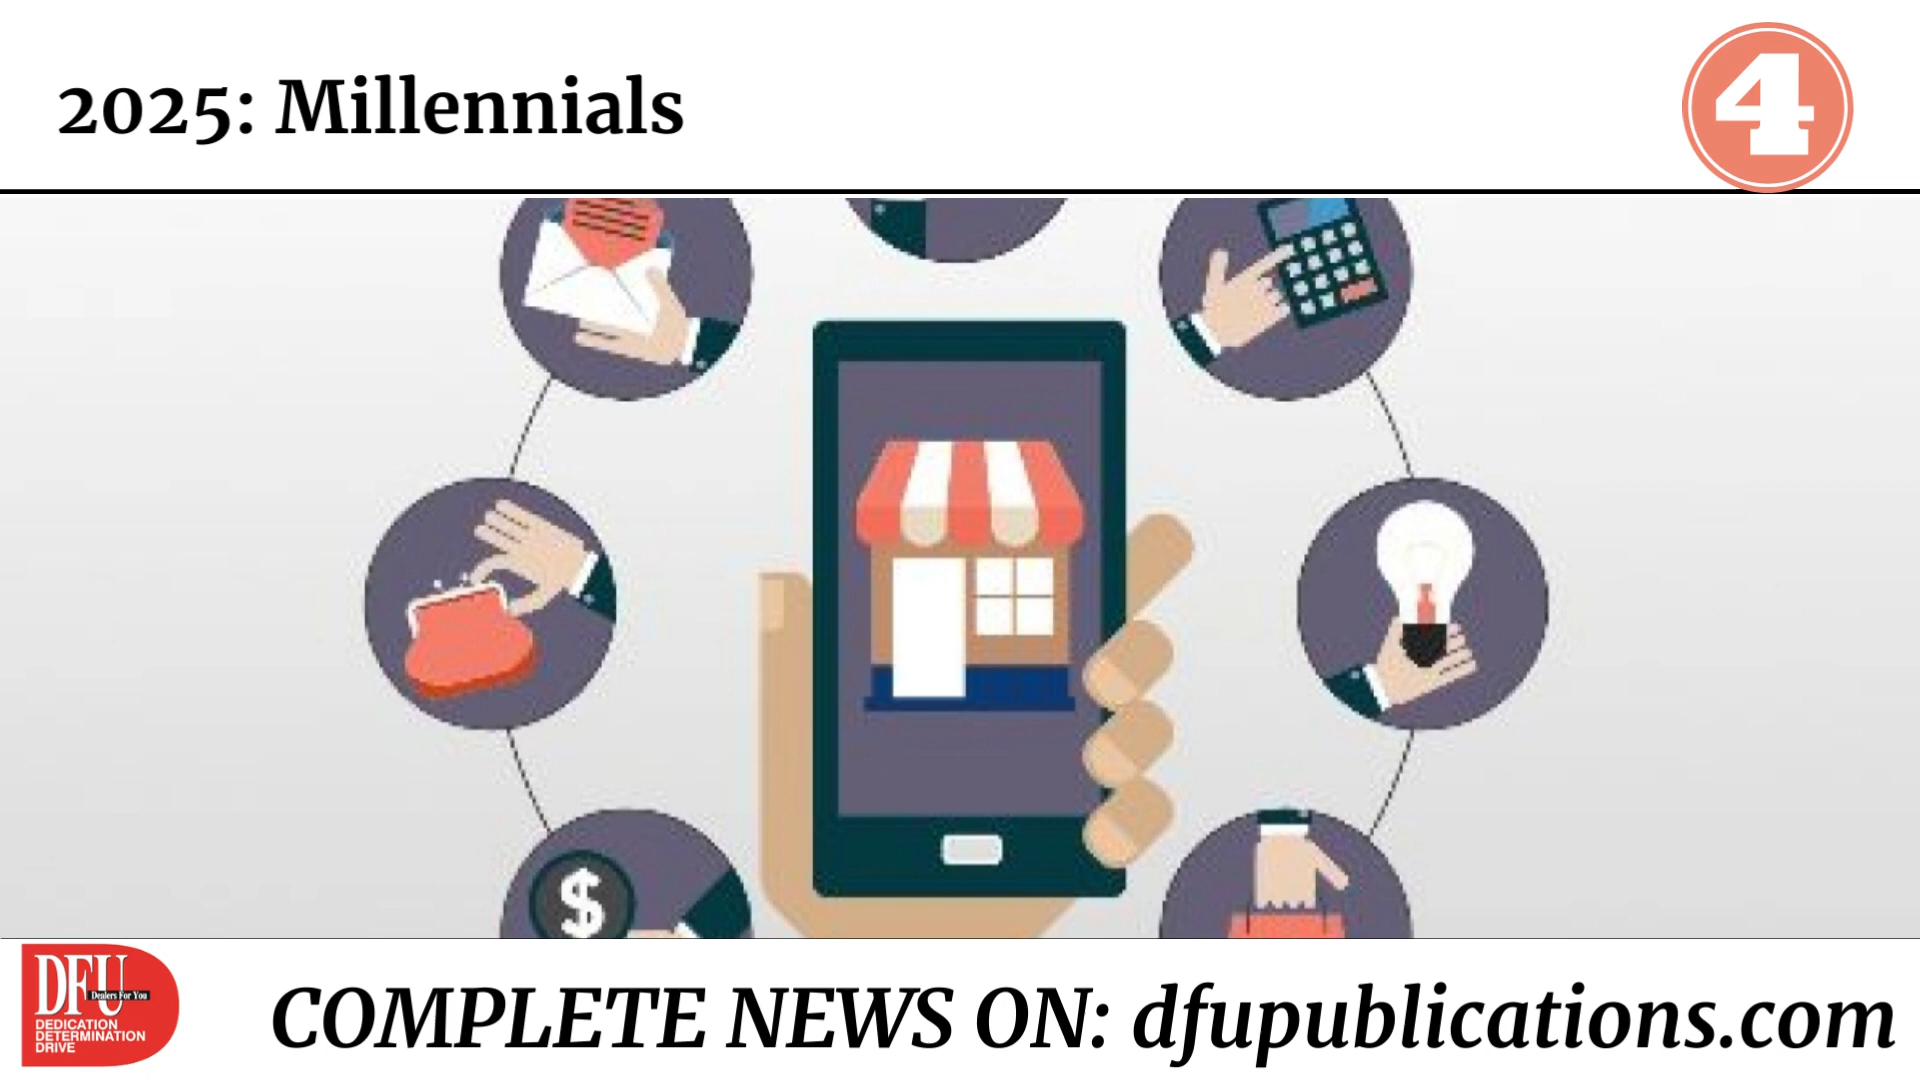 2025: Millennials
4
$
DFU
Dealers For You
DEDICATION
DETERMINATION
DRIVE
COMPLETE NEWS ON: dfupublications.com